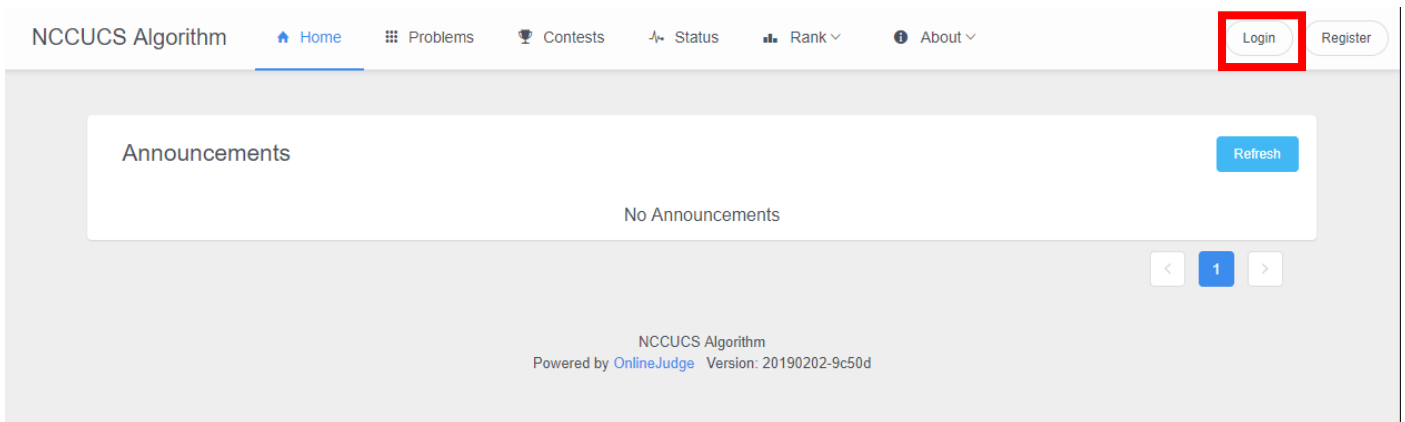 NCCUCS Algorithm Home Problems Contests Status Rank About Login Register
Announcements Refresh
No Announcements
< 1 >
NCCUCS Algorithm
Powered by OnlineJudge Version: 20190202-9c50d